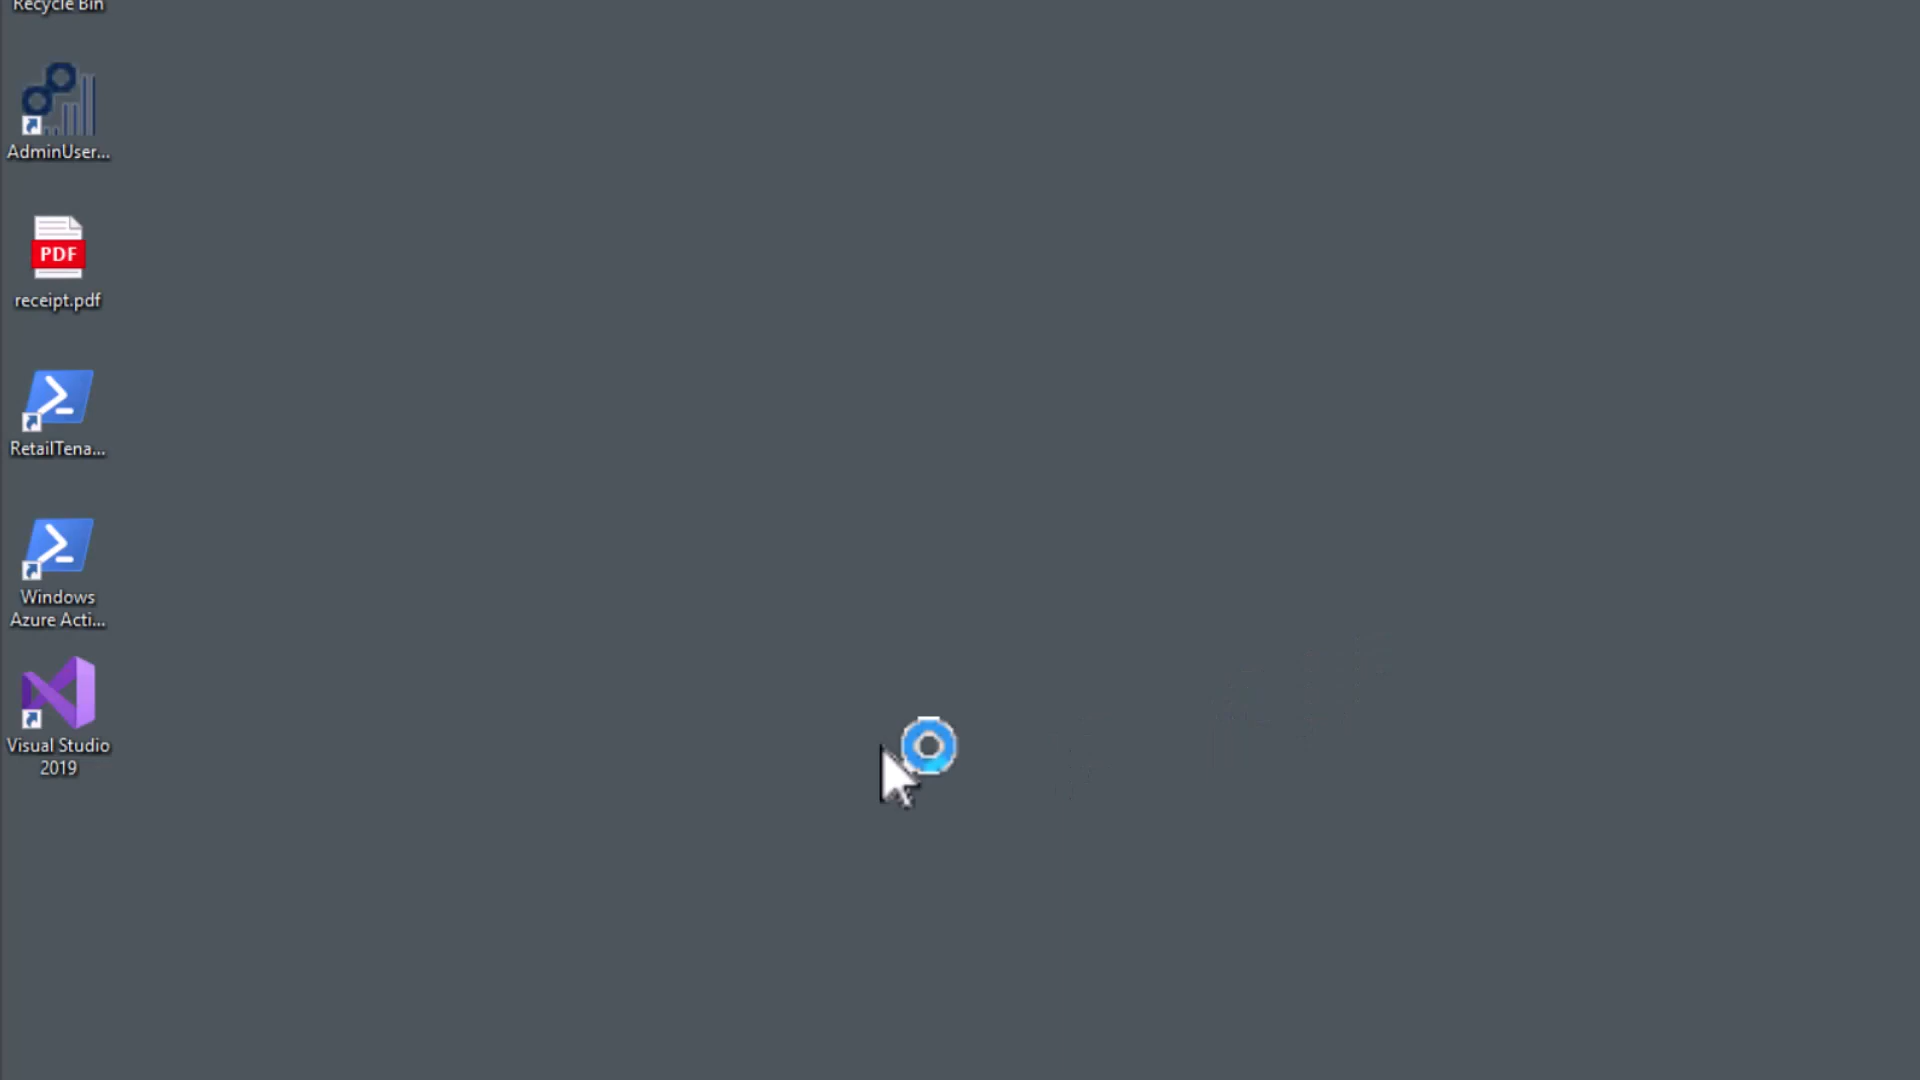 Recycle Bin
AdminUser...
PDF
receipt.pdf
RetailTena...
Windows
Azure Acti...
Visual Studio
2019